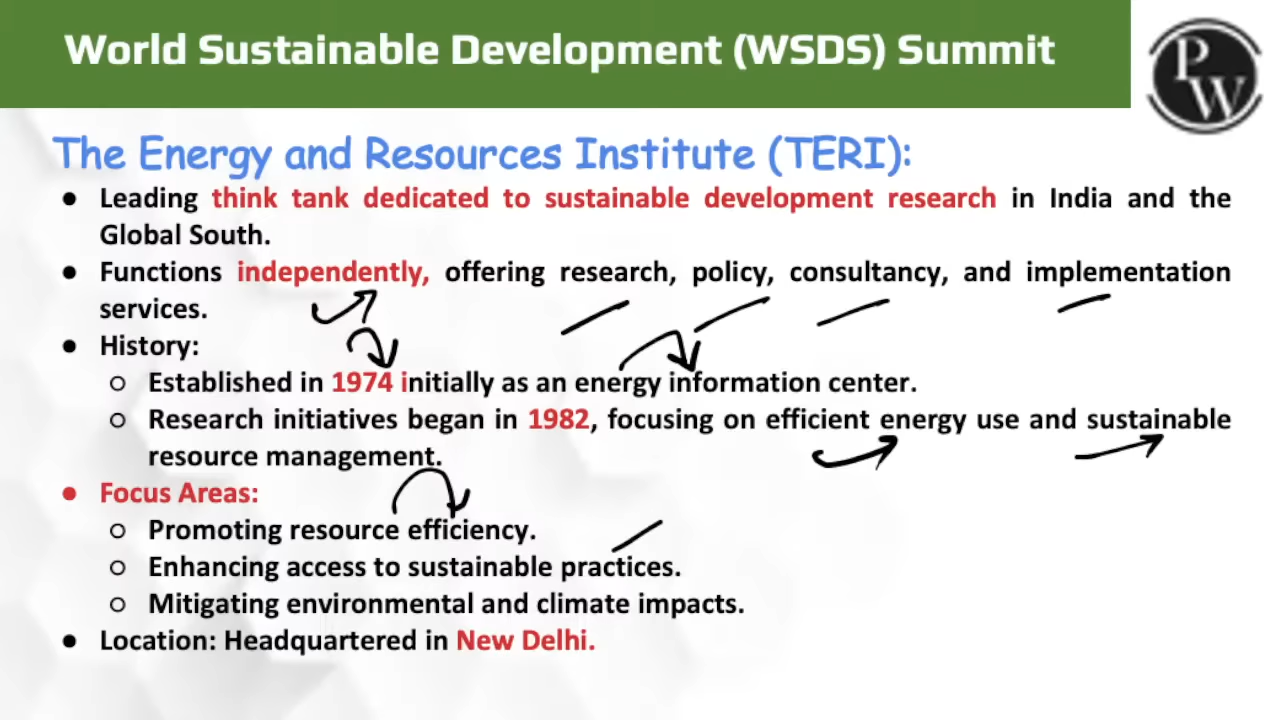 World Sustainable Development (WSDS) Summit
PW
The Energy and Resources Institute (TERI):
● Leading think tank dedicated to sustainable development research in India and the
Global South.
● Functions independently, offering research, policy, consultancy, and implementation
services.
● History:
○ Established in 1974 initially as an energy information center.
○ Research initiatives began in 1982, focusing on efficient energy use and sustainable
resource management.
● Focus Areas:
○ Promoting resource efficiency.
○ Enhancing access to sustainable practices.
○ Mitigating environmental and climate impacts.
● Location: Headquartered in New Delhi.